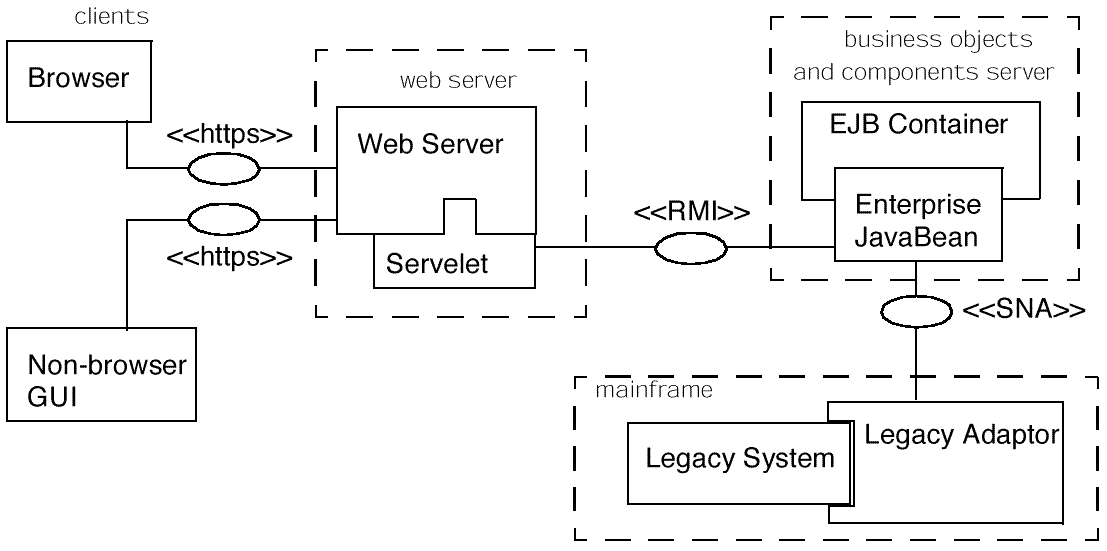 clients
Browser
<<https>>
<<https>>
Non-browser
GUI
web server
Web Server
Servelet
<<RMI>>
business objects
and components server
EJB Container
Enterprise
JavaBean
<<SNA>>
mainframe
Legacy System
Legacy Adaptor